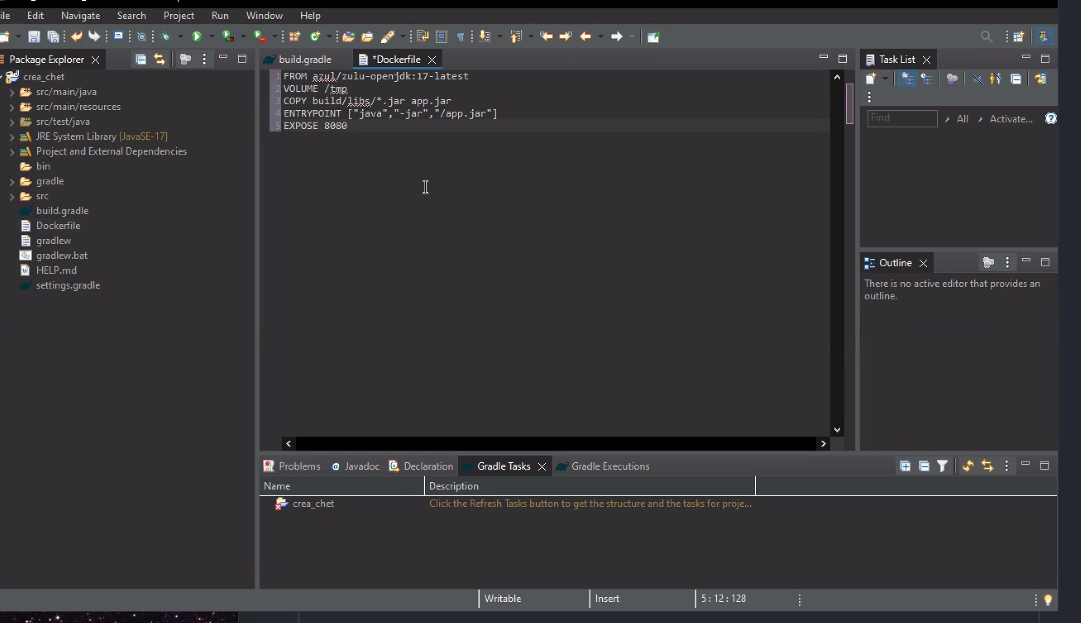 ile Edit Navigate Search Project Run Window Help
Package Explorer
crea_chet
src/main/java
src/main/resources
src/test/java
JRE System Library [JavaSE-17]
Project and External Dependencies
bin
gradle
src
build.gradle
Dockerfile
gradlew
gradlew.bat
HELP.md
settings.gradle
build.gradle *Dockerfile
1 FROM azul/zulu-openjdk:17-latest
2 VOLUME /tmp
3 COPY build/libs/*.jar app.jar
4 ENTRYPOINT ["java","-jar","/app.jar"]
5 EXPOSE 8080
Task List
Find All Activate...
Outline
There is no active editor that provides an
outline.
Problems Javadoc Declaration Gradle Tasks Gradle Executions
Name Description
crea_chet Click the Refresh Tasks button to get the structure and the tasks for proje...
Writable Insert 5:12:128